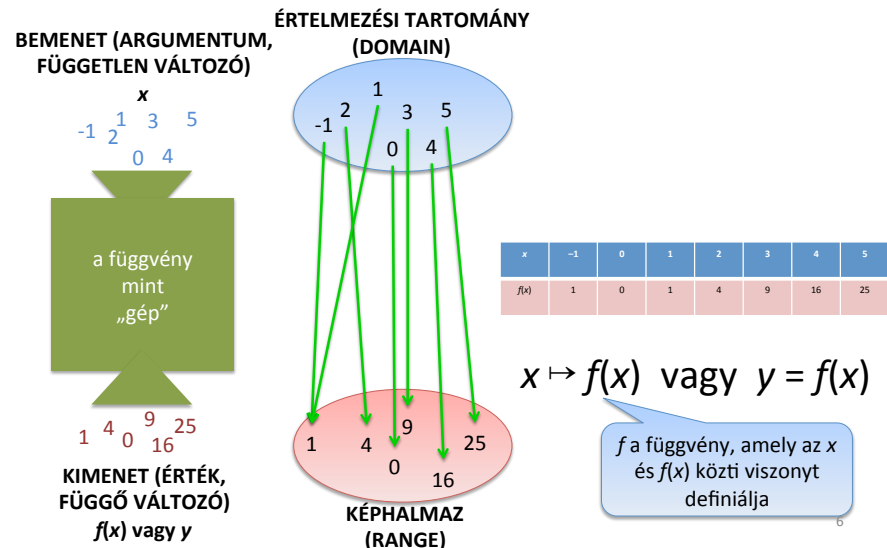 BEMENET (ARGUMENTUM,
FÜGGETLEN VÁLTOZÓ)
x
-1 2 1 3 5
0 4
a függvény
mint
„gép”
1 4 0 9 16 25
KIMENET (ÉRTÉK,
FÜGGŐ VÁLTOZÓ)
f(x) vagy y
ÉRTELMEZÉSI TARTOMÁNY
(DOMAIN)
-1 2 1 3 5
0 4
1 4 9 25
0 16
KÉPHALMAZ
(RANGE)
x −1 0 1 2 3 4 5
f(x) 1 0 1 4 9 16 25
x ↦ f(x) vagy y = f(x)
f a függvény, amely az x
és f(x) közti viszonyt
definiálja
6